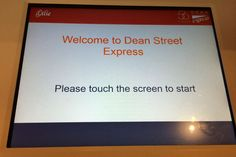 Welcome to Dean Street
Express
Please touch the screen to start